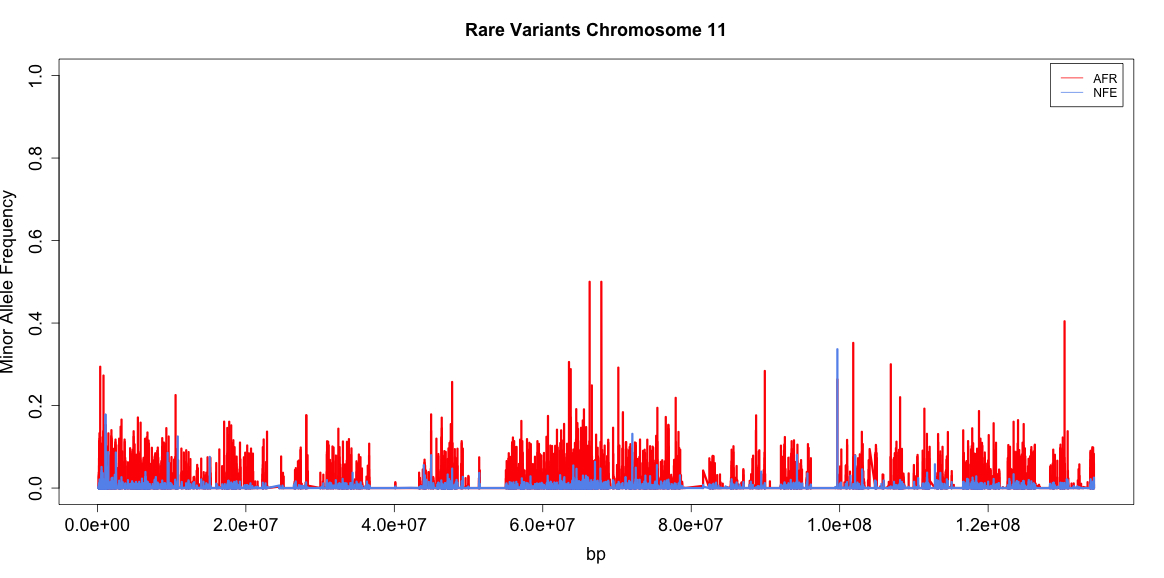 Rare Variants Chromosome 11
AFR
NFE
Minor Allele Frequency
1.0
0.8
0.6
0.4
0.2
0.0
0.0e+00 2.0e+07 4.0e+07 6.0e+07 8.0e+07 1.0e+08 1.2e+08
bp